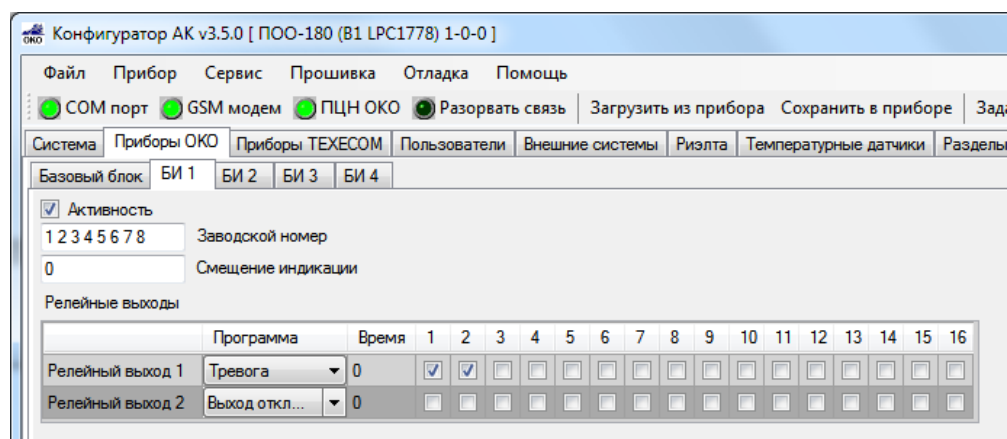 ОКО Конфигуратор АК v3.5.0 [ ПОО-180 (B1 LPC1778) 1-0-0 ]
Файл Прибор Сервис Прошивка Отладка Помощь
COM порт GSM модем ПЦН ОКО Разорвать связь Загрузить из прибора Сохранить в приборе Зада
Система Приборы ОКО Приборы TEXECOM Пользователи Внешние системы Риэлта Температурные датчики Разделы
Базовый блок БИ 1 БИ 2 БИ 3 БИ 4
Активность
12345678 Заводской номер
0 Смещение индикации
Релейные выходы
Программа Время 1 2 3 4 5 6 7 8 9 10 11 12 13 14 15 16
Релейный выход 1 Тревога 0
Релейный выход 2 Выход откл... 0